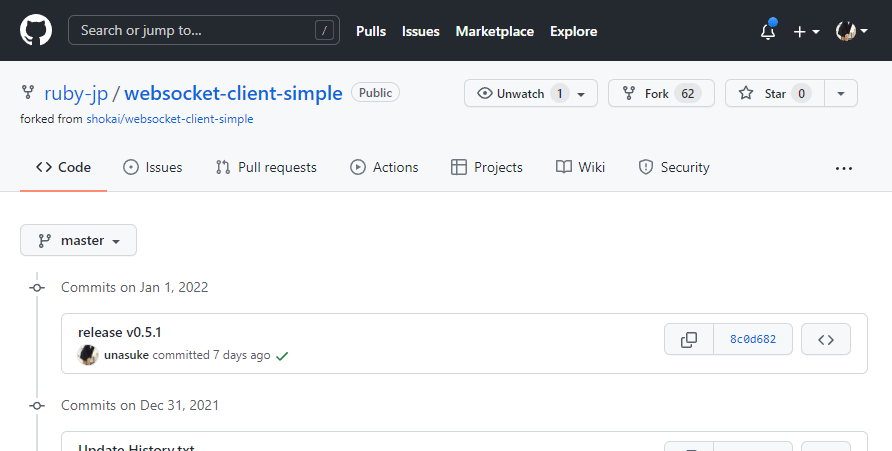 Search or jump to... / Pulls Issues Marketplace Explore
ruby-jp / websocket-client-simple Public Unwatch 1 Fork 62 Star 0
forked from shokai/websocket-client-simple
Code Issues Pull requests Actions Projects Wiki Security ...
master
Commits on Jan 1, 2022
release v0.5.1
unasuke committed 7 days ago
8c0d682
Commits on Dec 31, 2021
Update History.txt